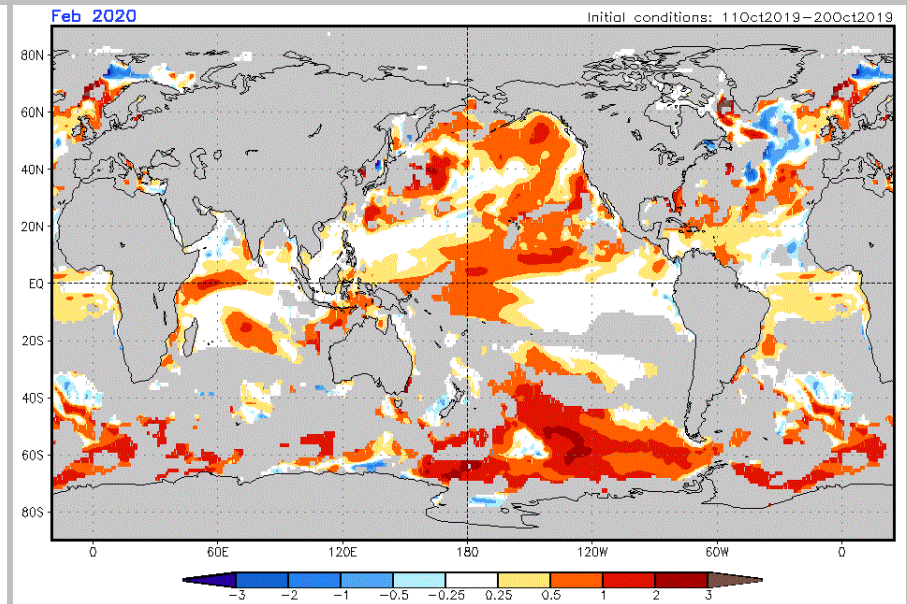 Feb 2020
Initial conditions: 11Oct2019-20Oct2019
80N
60N
40N
20N
EQ
20S
40S
60S
80S
0 60E 120E 180 120W 60W 0
-3 -2 -1 -0.5 -0.25 0.25 0.5 1 2 3